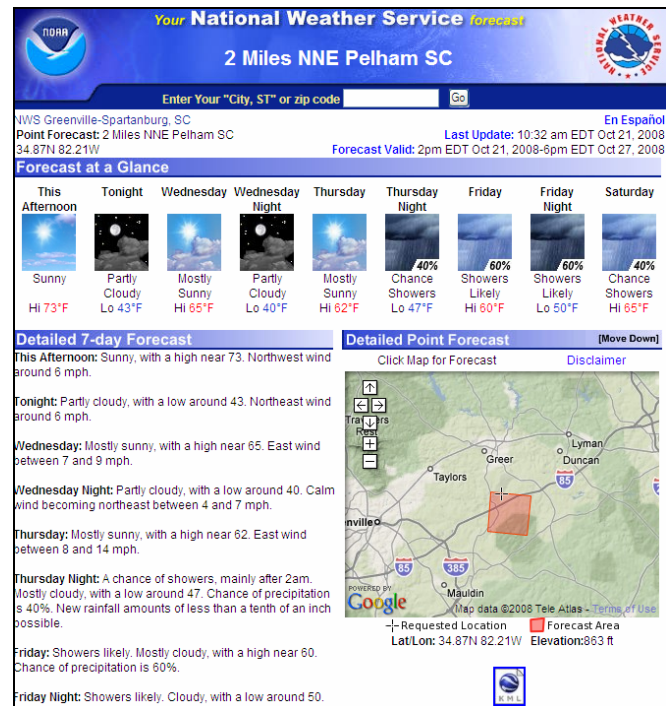 NOAA
Your National Weather Service forecast
NATIONAL WEATHER SERVICE
2 Miles NNE Pelham SC
Enter Your "City, ST" or zip code
Go
NWS Greenville-Spartanburg, SC
En Español
Point Forecast: 2 Miles NNE Pelham SC
Last Update: 10:32 am EDT Oct 21, 2008
34.87N 82.21W
Forecast Valid: 2pm EDT Oct 21, 2008-6pm EDT Oct 27, 2008
Forecast at a Glance
This Afternoon
Tonight
Wednesday
Wednesday Night
Thursday
Thursday Night
Friday
Friday Night
Saturday
40%
60%
60%
40%
Sunny
Partly Cloudy
Mostly Sunny
Partly Cloudy
Mostly Sunny
Chance Showers
Showers Likely
Showers Likely
Chance Showers
Hi 73°F
Lo 43°F
Hi 65°F
Lo 40°F
Hi 62°F
Lo 47°F
Hi 60°F
Lo 50°F
Hi 65°F
Detailed 7-day Forecast
This Afternoon: Sunny, with a high near 73. Northwest wind
around 6 mph.
Tonight: Partly cloudy, with a low around 43. Northeast wind
around 6 mph.
Wednesday: Mostly sunny, with a high near 65. East wind
between 7 and 9 mph.
Wednesday Night: Partly cloudy, with a low around 40. Calm
wind becoming northeast between 4 and 7 mph.
Thursday: Mostly sunny, with a high near 62. East wind
between 8 and 14 mph.
Thursday Night: A chance of showers, mainly after 2am.
Mostly cloudy, with a low around 47. Chance of precipitation
is 40%. New rainfall amounts of less than a tenth of an inch
possible.
Friday: Showers likely. Mostly cloudy, with a high near 60.
Chance of precipitation is 60%.
Friday Night: Showers likely. Cloudy, with a low around 50.
Detailed Point Forecast
[Move Down]
Click Map for Forecast
Disclaimer
Travelers
Rest
Lyman
Greer
Duncan
Taylors
85
enville
85
385
Mauldin
POWERED BY
Google
Map data ©2008 Tele Atlas - Terms of Use
Requested Location
Forecast Area
Lat/Lon: 34.87N 82.21W Elevation:863 ft
KML